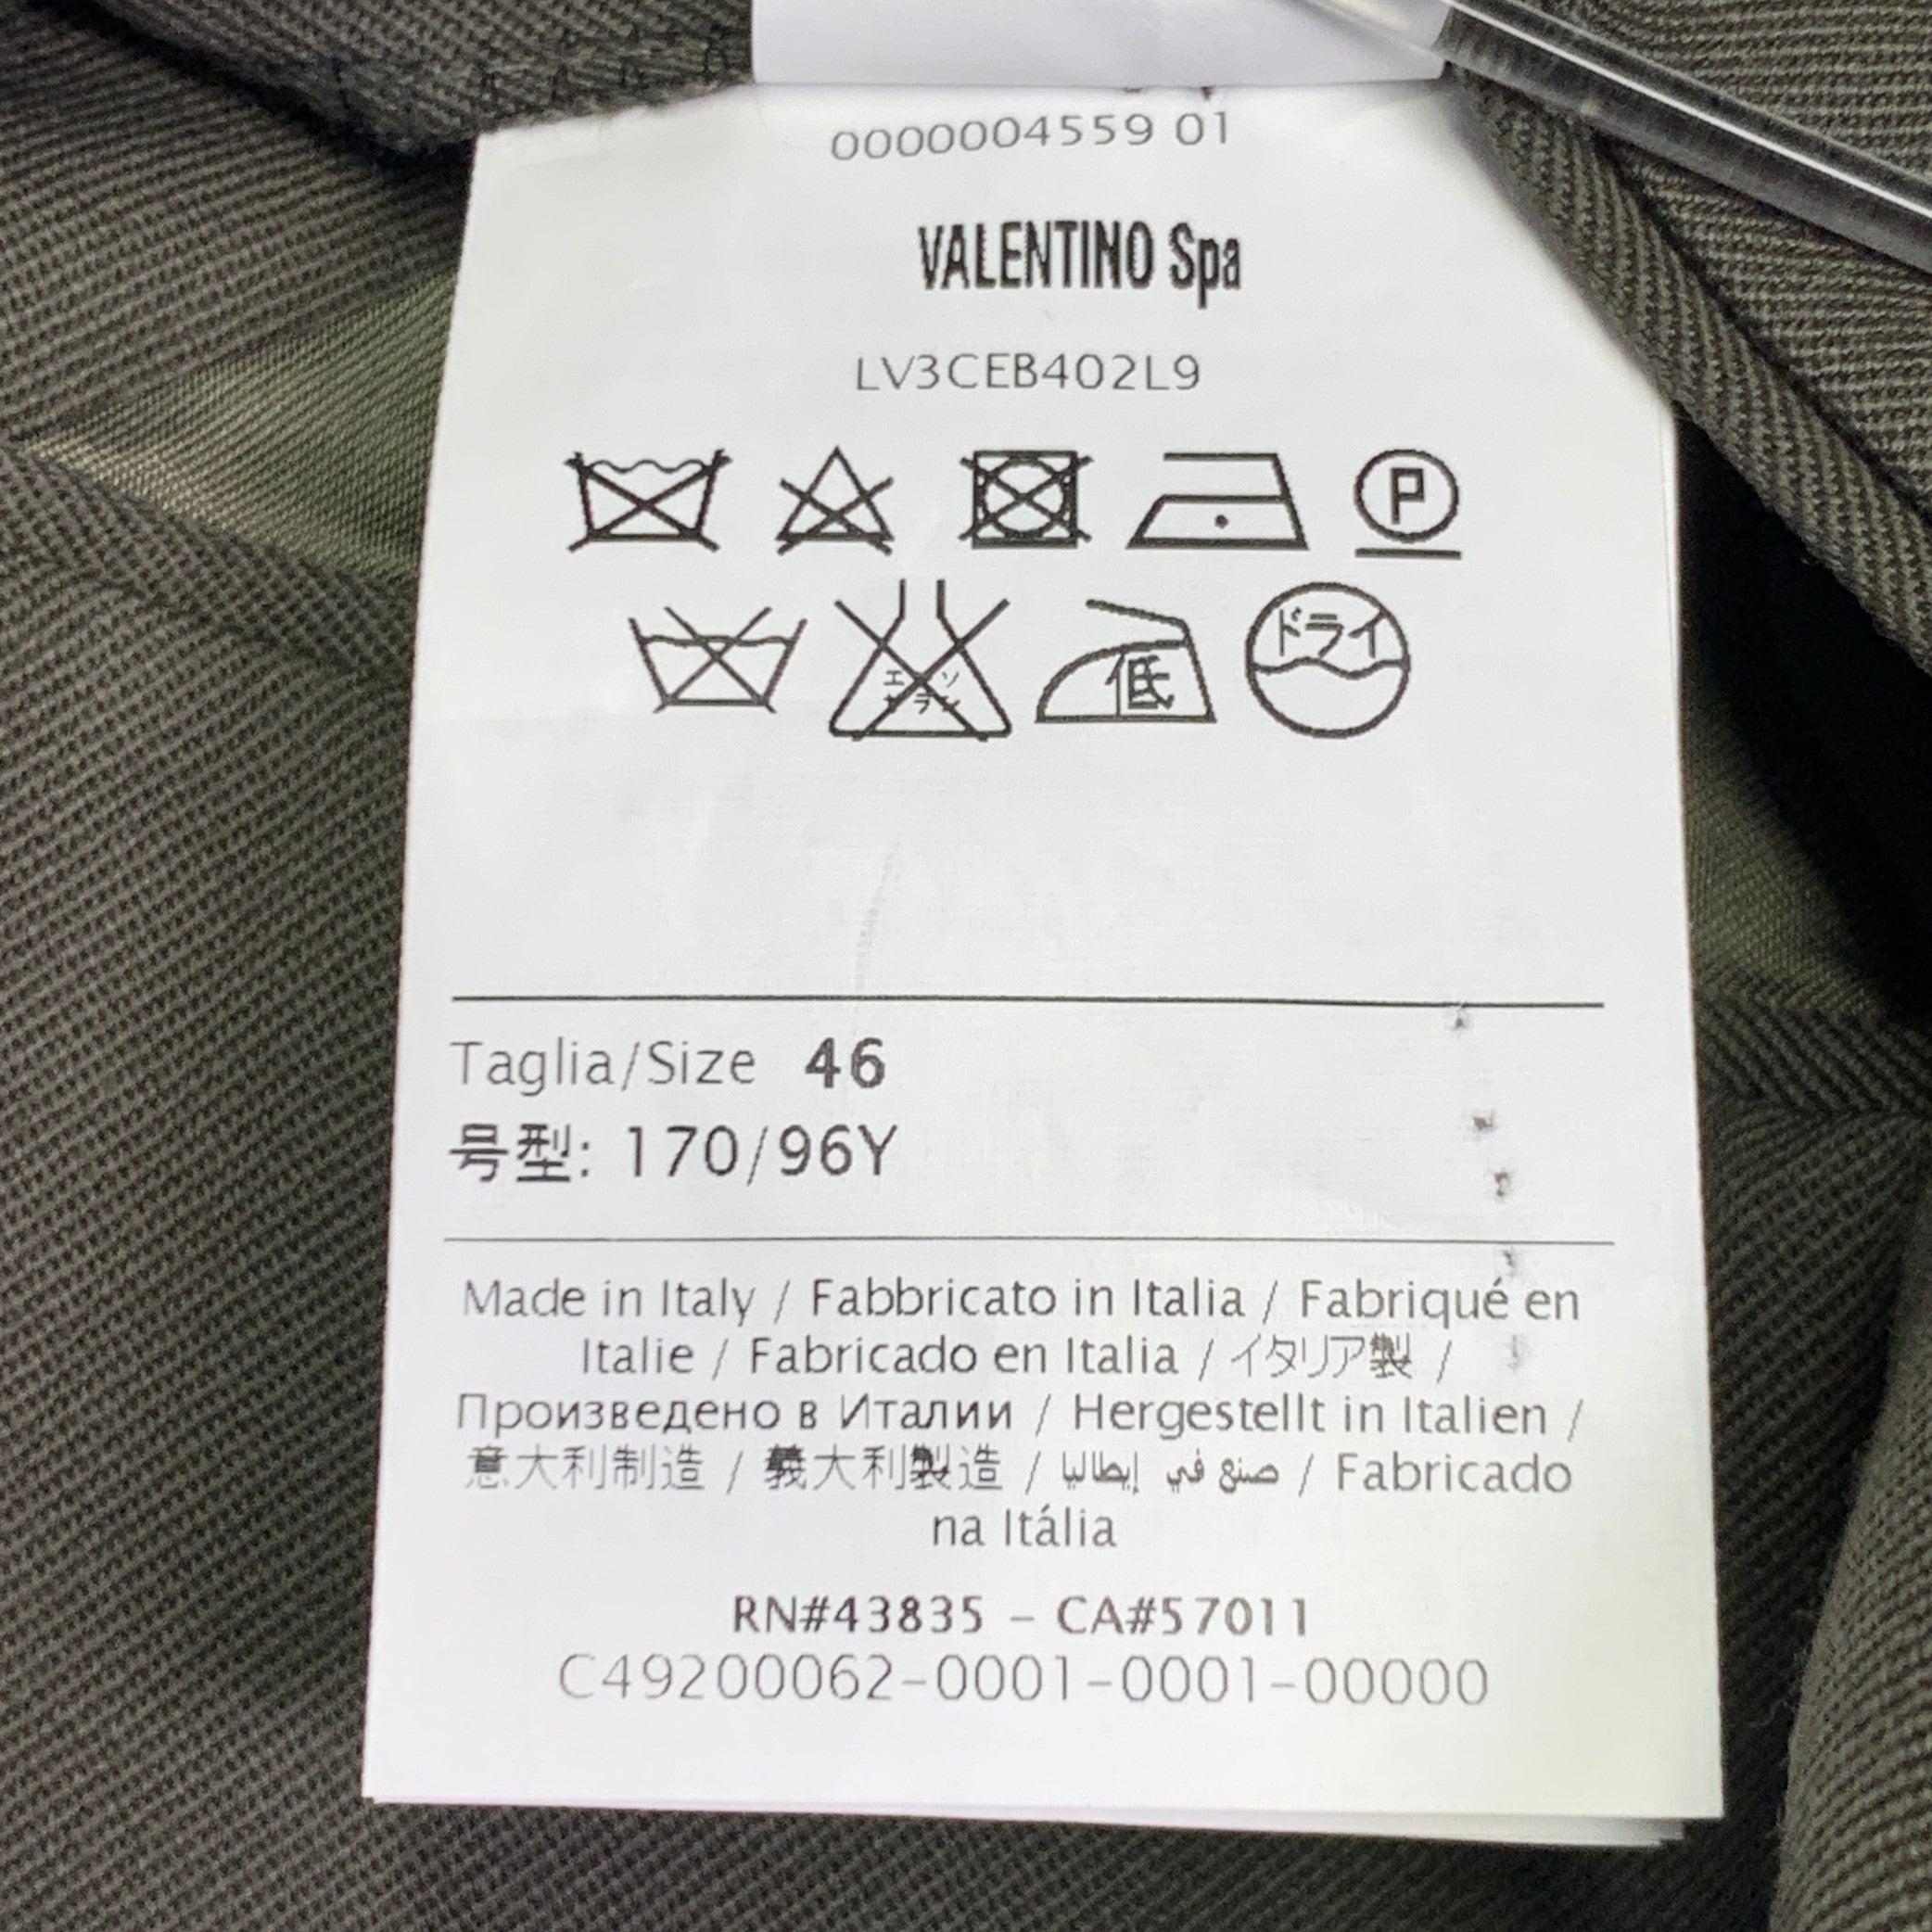 0000004559 01
VALENTINO Spa
LV3CEB402L9
P
エンソ
ドライ
低
Taglia/Size 46
号型: 170/96Y
Made in Italy / Fabbricato in Italia / Fabriqué en
Italie / Fabricado en Italia / イタリア製 /
Произведено в Италии / Hergestellt in Italien /
意大利制造 / 義大利製造 / صنع في إيطاليا / Fabricado
na Itália
RN#43835 – CA#57011
C49200062-0001-0001-00000